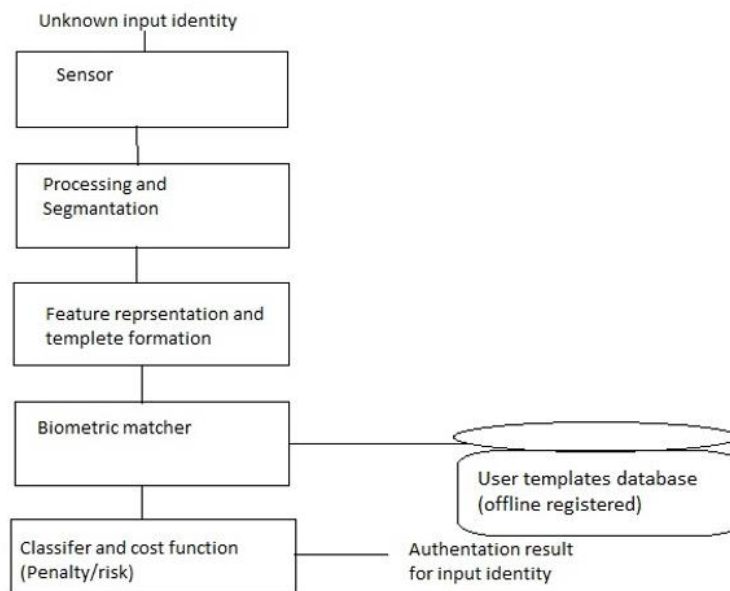 Unknown input identity
Sensor
Processing and
Segmantation
Feature reprsentation and
templete formation
Biometric matcher
User templates database
(offline registered)
Classifer and cost function
(Penalty/risk)
Authentation result
for input identity